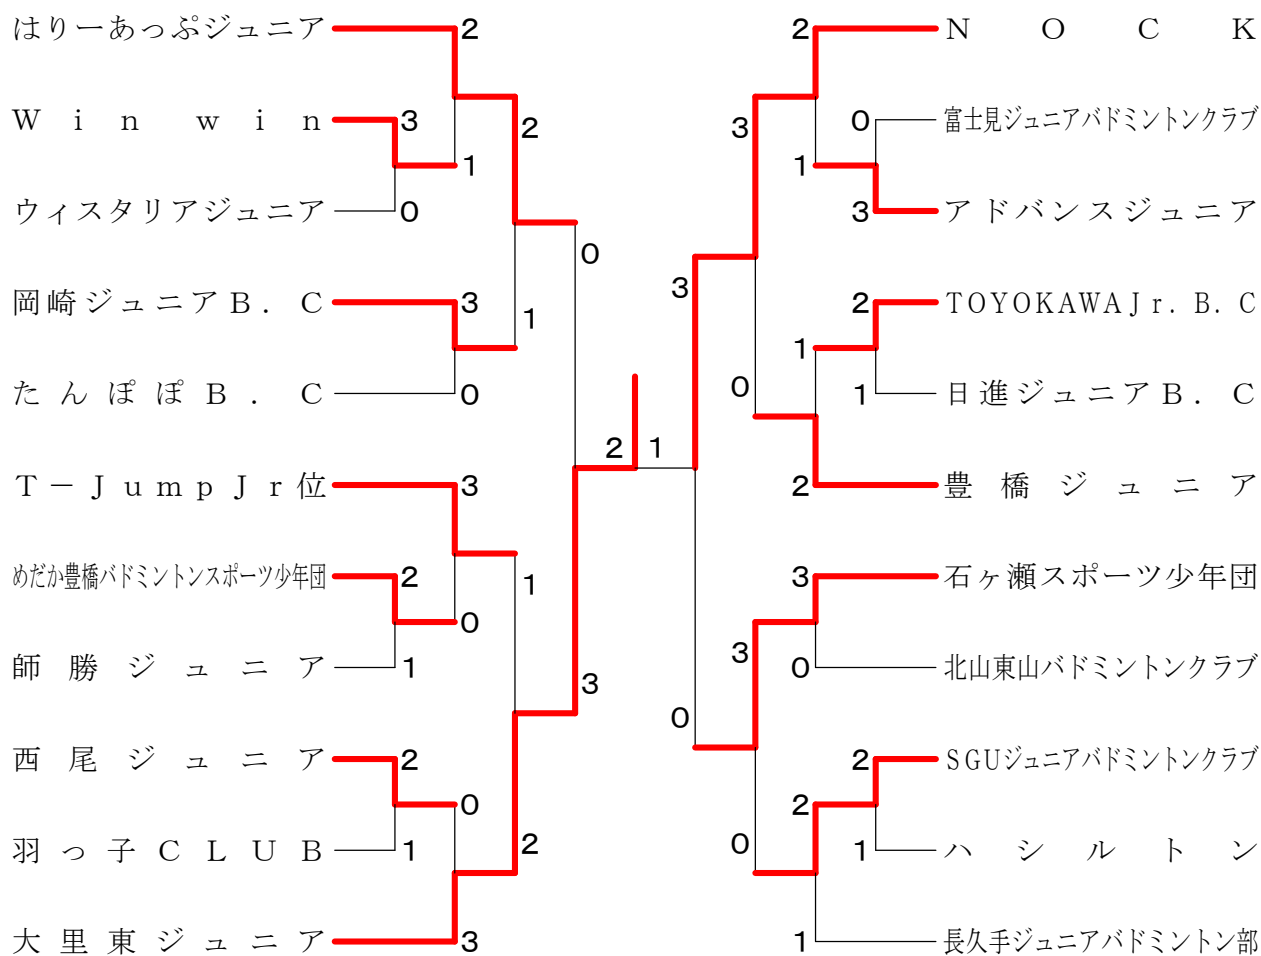 はりーあっぷジュニア 2 2 NOCK
Win win 3 2 3 0 富士見ジュニアバドミントンクラブ
1 1
ウィスタリアジュニア 0 3 アドバンスジュニア
0
3
岡崎ジュニアB.C 3 1 2 TOYOKAWAJr.B.C
1
0
たんぽぽB.C 0 1 日進ジュニアB.C
2 1
T-JumpJr位 3 2 豊橋ジュニア
めだか豊橋バドミントンスポーツ少年団 2 1 3 石ヶ瀬スポーツ少年団
0
3
師勝ジュニア 1 0 北山東山バドミントンクラブ
3
0
西尾ジュニア 2 2 SGUジュニアバドミントンクラブ
0 2
羽っ子CLUB 1 2 0 1 ハシルトン
大里東ジュニア 3 1 長久手ジュニアバドミントン部